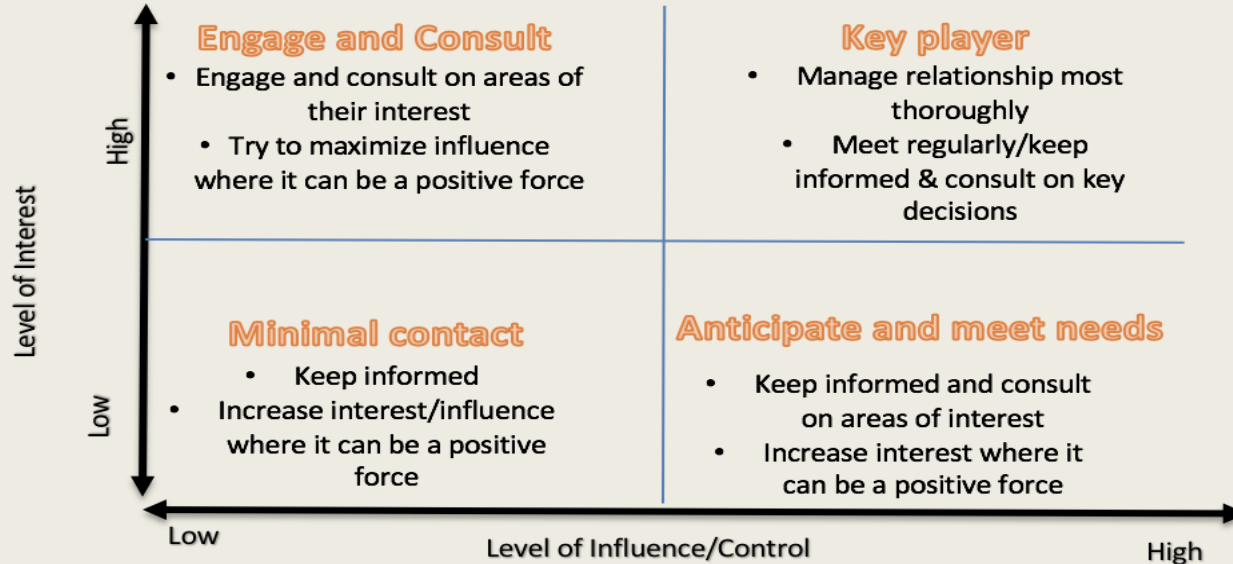 Engage and Consult
• Engage and consult on areas of
their interest
• Try to maximize influence
where it can be a positive force
Key player
• Manage relationship most
thoroughly
• Meet regularly/keep
informed & consult on key
decisions
High
Level of Interest
Low
Minimal contact
• Keep informed
• Increase interest/influence
where it can be a positive
force
Anticipate and meet needs
• Keep informed and consult
on areas of interest
• Increase interest where it
can be a positive force
Low
Level of Influence/Control
High